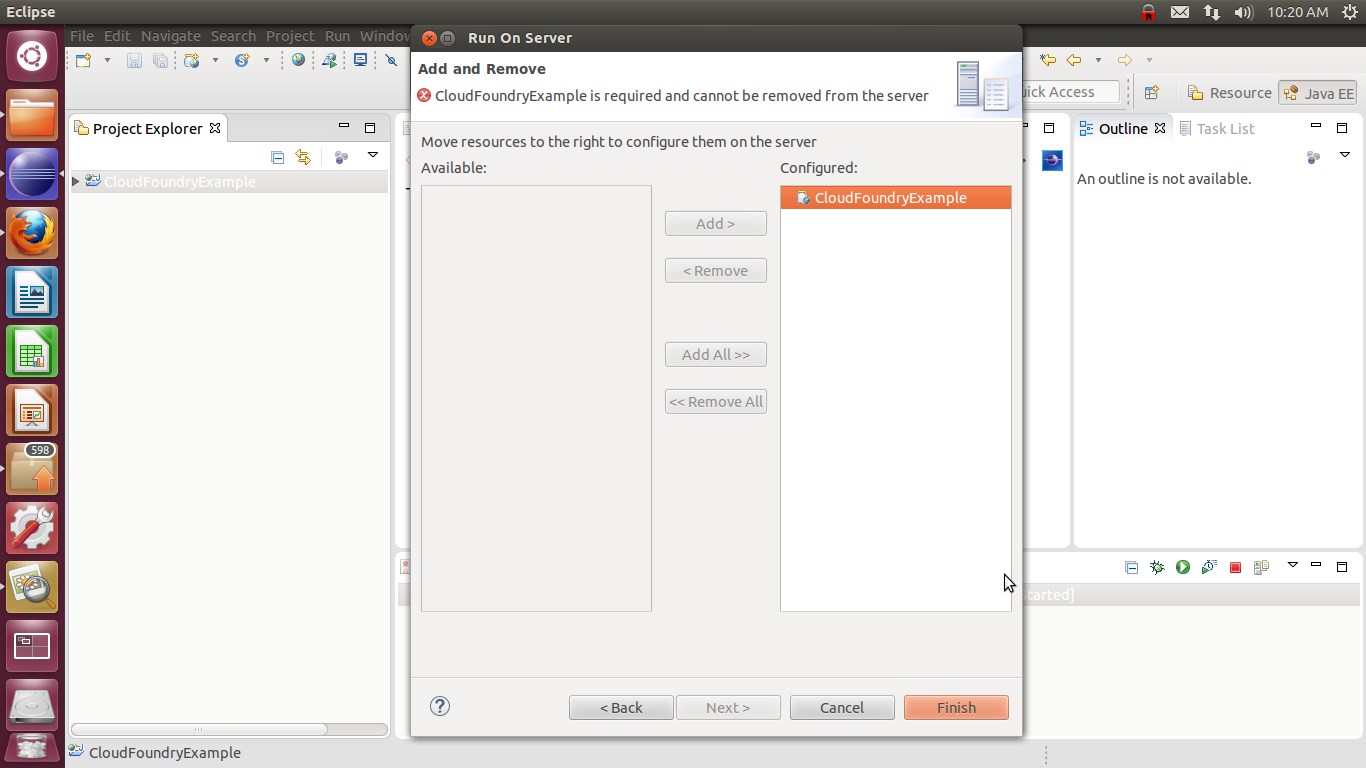 Eclipse
10:20 AM
File Edit Navigate Search Project Run Window
Run On Server
Add and Remove
CloudFoundryExample is required and cannot be removed from the server
Access
Resource
Java EE
Project Explorer
Outline
Task List
Move resources to the right to configure them on the server
Available:
Configured:
CloudFoundryExample
An outline is not available.
CloudFoundryExample
Add >
< Remove
Add All >>
<< Remove All
598
< Back
Next >
Cancel
Finish
CloudFoundryExample